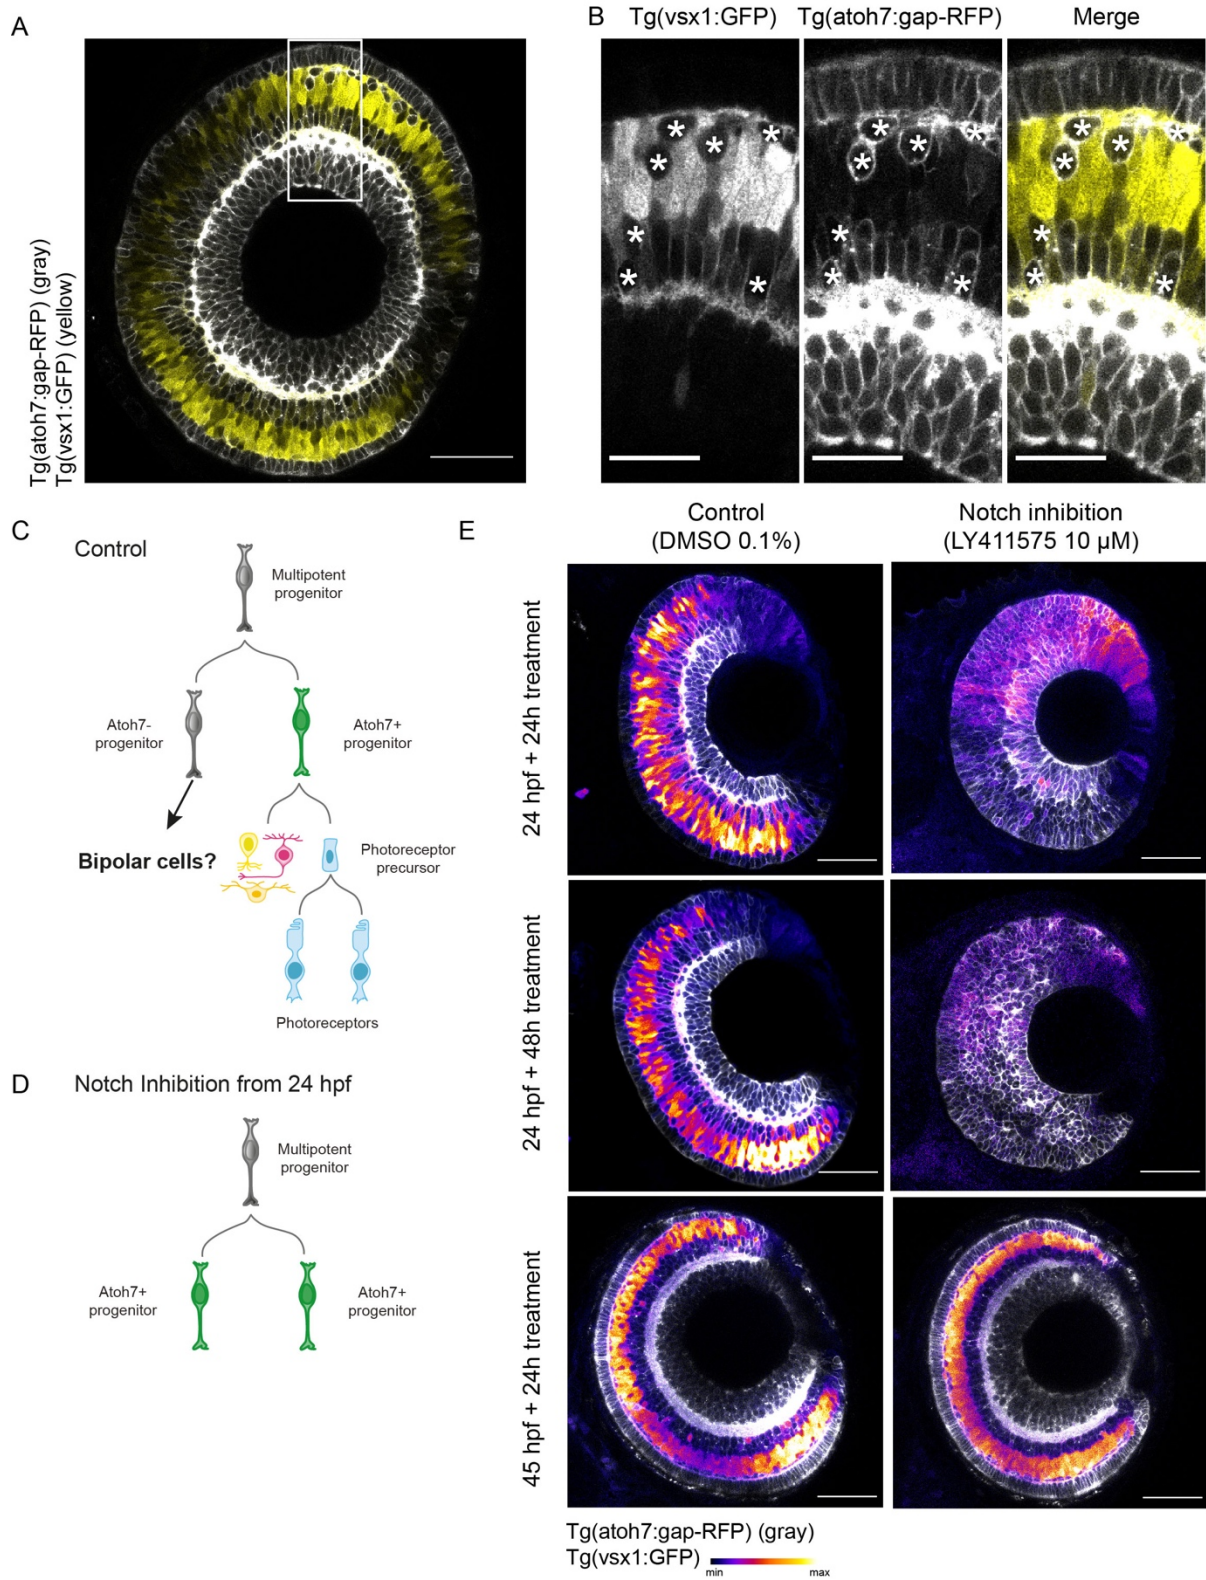 A
Tg(atoh7:gap-RFP) (gray)
Tg(vsx1:GFP) (yellow)
B
Tg(vsx1:GFP)
Tg(atoh7:gap-RFP)
Merge
* * * *
*
*
*
*
* * * *
*
*
*
*
* * * *
*
*
*
*
C
Control
Multipotent
progenitor
Atoh7-
progenitor
Atoh7+
progenitor
Bipolar cells?
Photoreceptor
precursor
Photoreceptors
D
Notch Inhibition from 24 hpf
Multipotent
progenitor
Atoh7+
progenitor
Atoh7+
progenitor
E
Control
(DMSO 0.1%)
Notch inhibition
(LY411575 10 µM)
24 hpf + 24h treatment
24 hpf + 48h treatment
45 hpf + 24h treatment
Tg(atoh7:gap-RFP) (gray)
Tg(vsx1:GFP)
min max